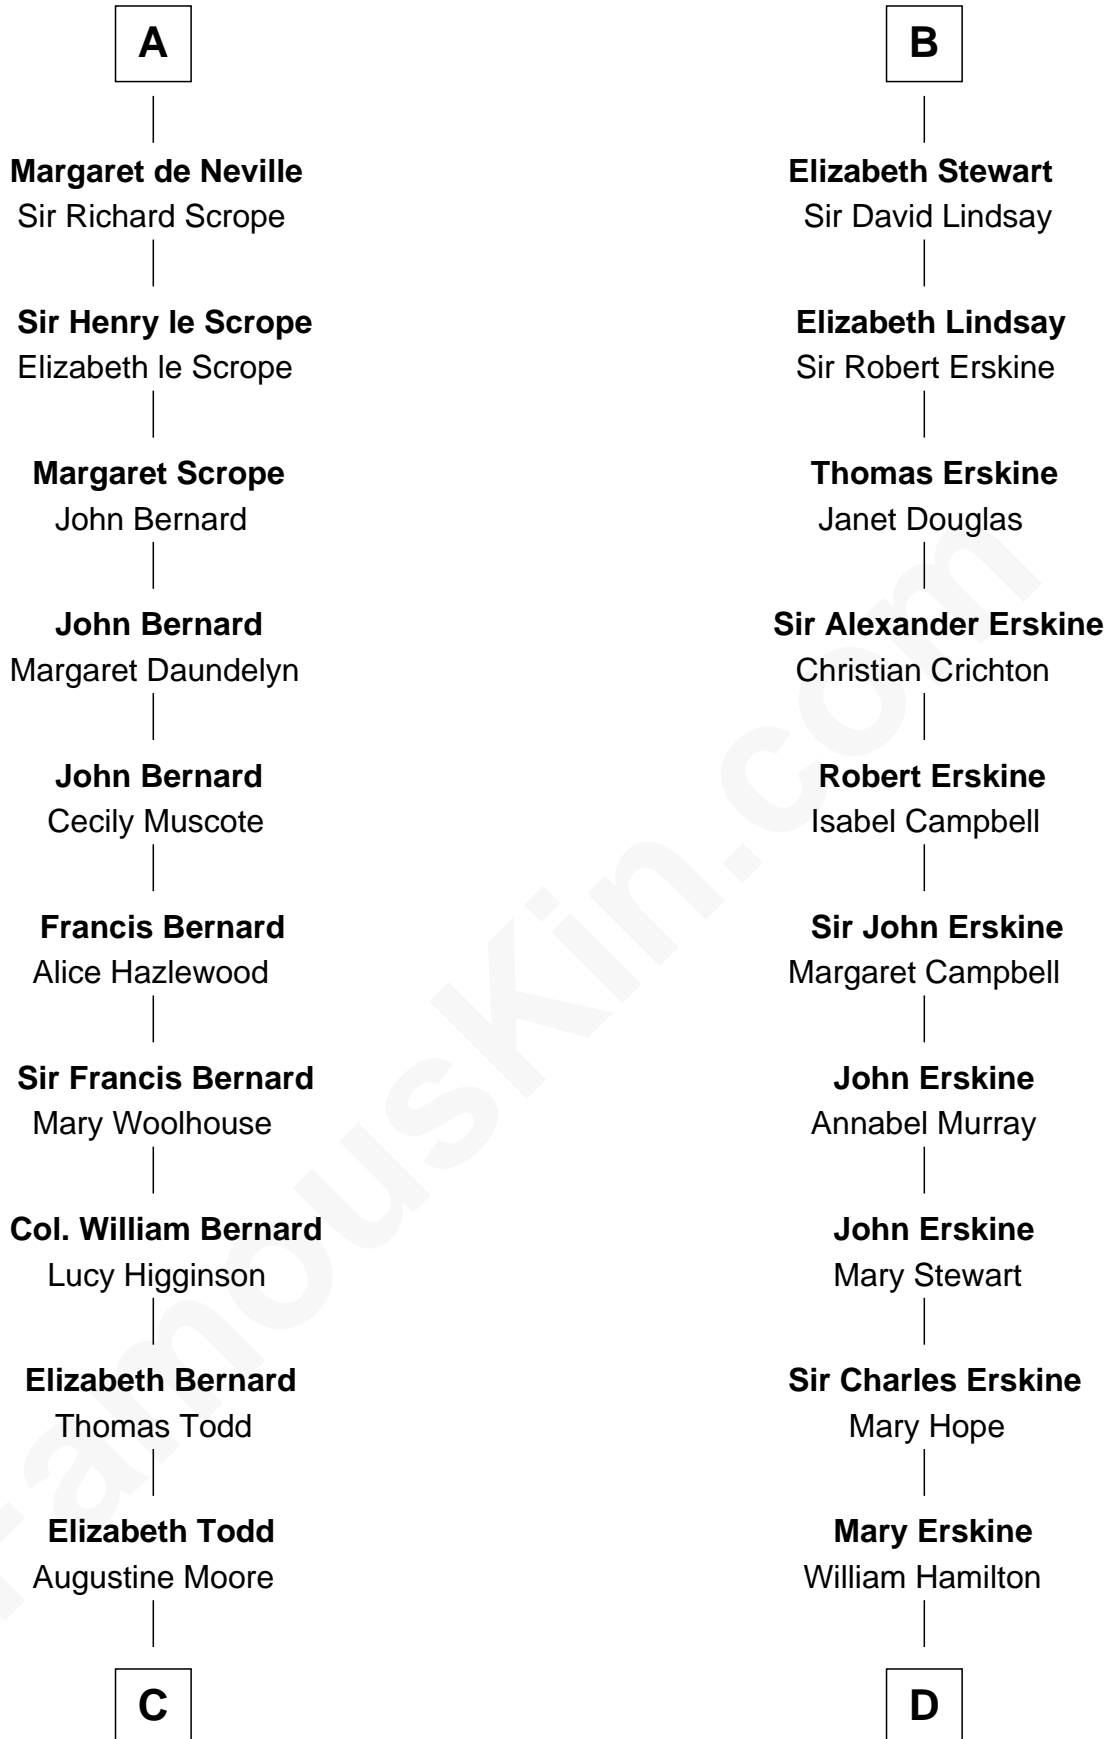 A
Margaret de Neville
Sir Richard Scrope
Sir Henry le Scrope
Elizabeth le Scrope
Margaret Scrope
John Bernard
John Bernard
Margaret Daundelyn
John Bernard
Cecily Muscote
Francis Bernard
Alice Hazlewood
Sir Francis Bernard
Mary Woolhouse
Col. William Bernard
Lucy Higginson
Elizabeth Bernard
Thomas Todd
Elizabeth Todd
Augustine Moore
C
B
Elizabeth Stewart
Sir David Lindsay
Elizabeth Lindsay
Sir Robert Erskine
Thomas Erskine
Janet Douglas
Sir Alexander Erskine
Christian Crichton
Robert Erskine
Isabel Campbell
Sir John Erskine
Margaret Campbell
John Erskine
Annabel Murray
John Erskine
Mary Stewart
Sir Charles Erskine
Mary Hope
Mary Erskine
William Hamilton
D
FamousKin.com